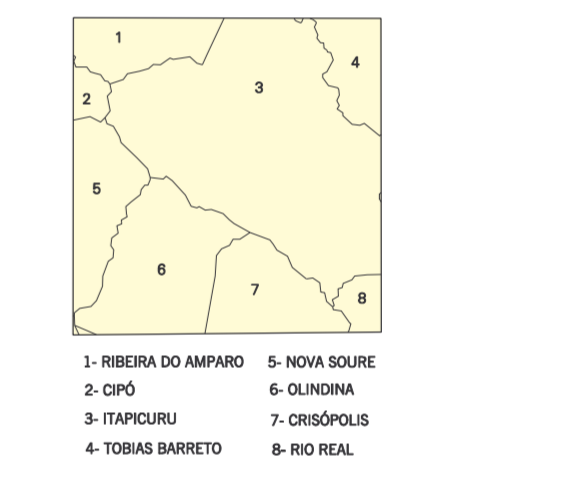 1
4
3
2
5
6
7
8
1- RIBEIRA DO AMPARO
2- CIPÓ
3- ITAPICURU
4- TOBIAS BARRETO
5- NOVA SOURE
6- OLINDINA
7- CRISÓPOLIS
8- RIO REAL